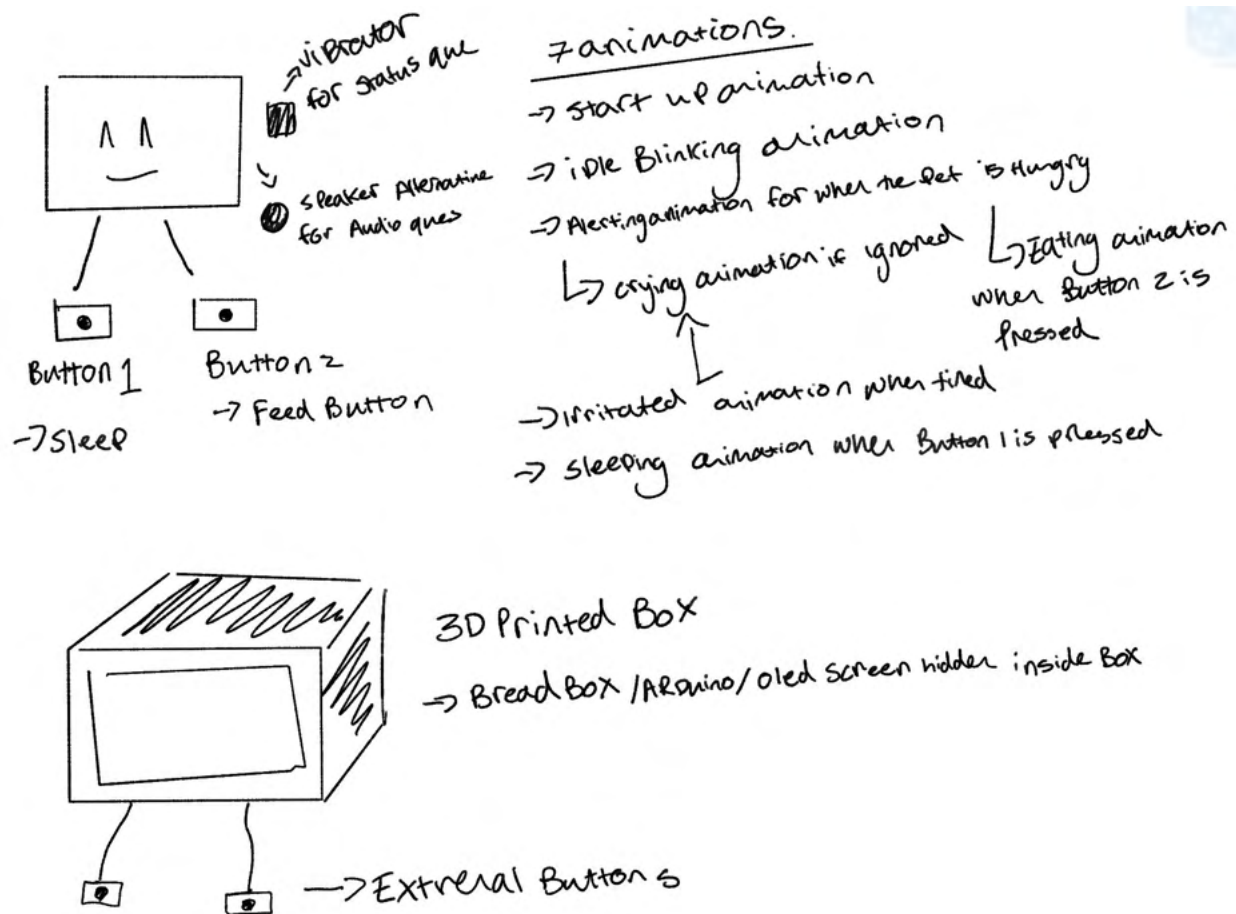 → viBrator
for status que
speaker Alternative
for Audio ques
Button 1
→ Sleep
Button 2
→ Feed Button
7 animations.
→ start up animation
→ iDle Blinking animation
→ Alerting animation for when the Pet is Hungry
↳ crying animation if ignored
↳ Eating animation
when Button 2 is
Pressed
→ irritated animation when tired
→ sleeping animation when Button 1 is pressed
3D Printed Box
→ BreadBox / ARDuino / oled screen hidden inside Box
→ Extrenal Buttons